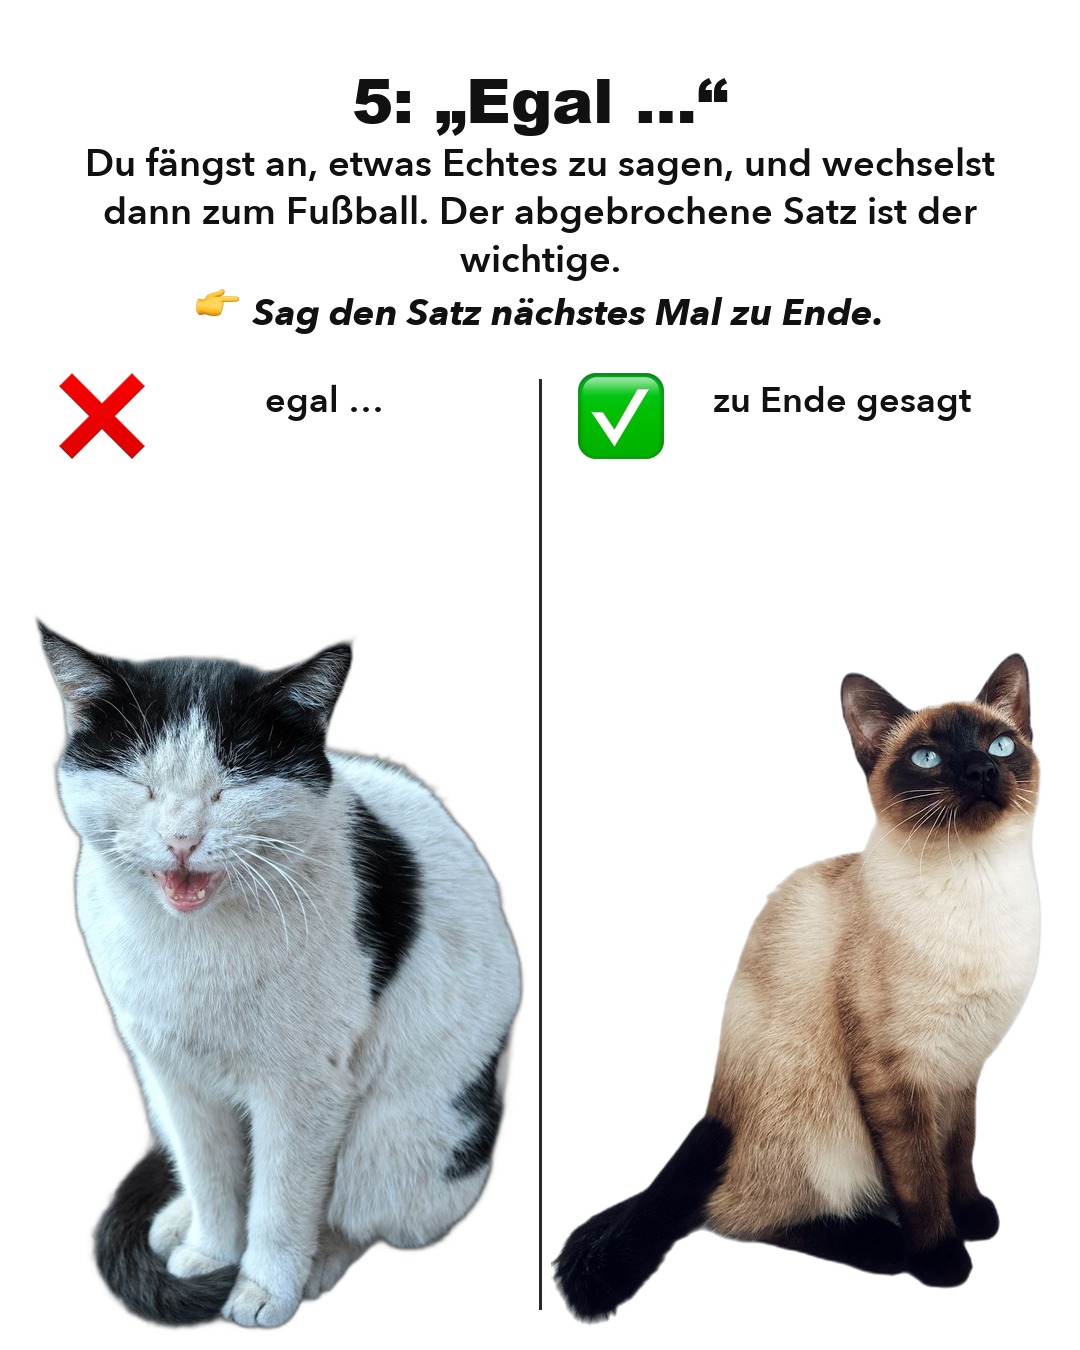 5: „Egal …“
Du fängst an, etwas Echtes zu sagen, und wechselst
dann zum Fußball. Der abgebrochene Satz ist der
wichtige.
👉 Sag den Satz nächstes Mal zu Ende.
❌ egal …
✅ zu Ende gesagt